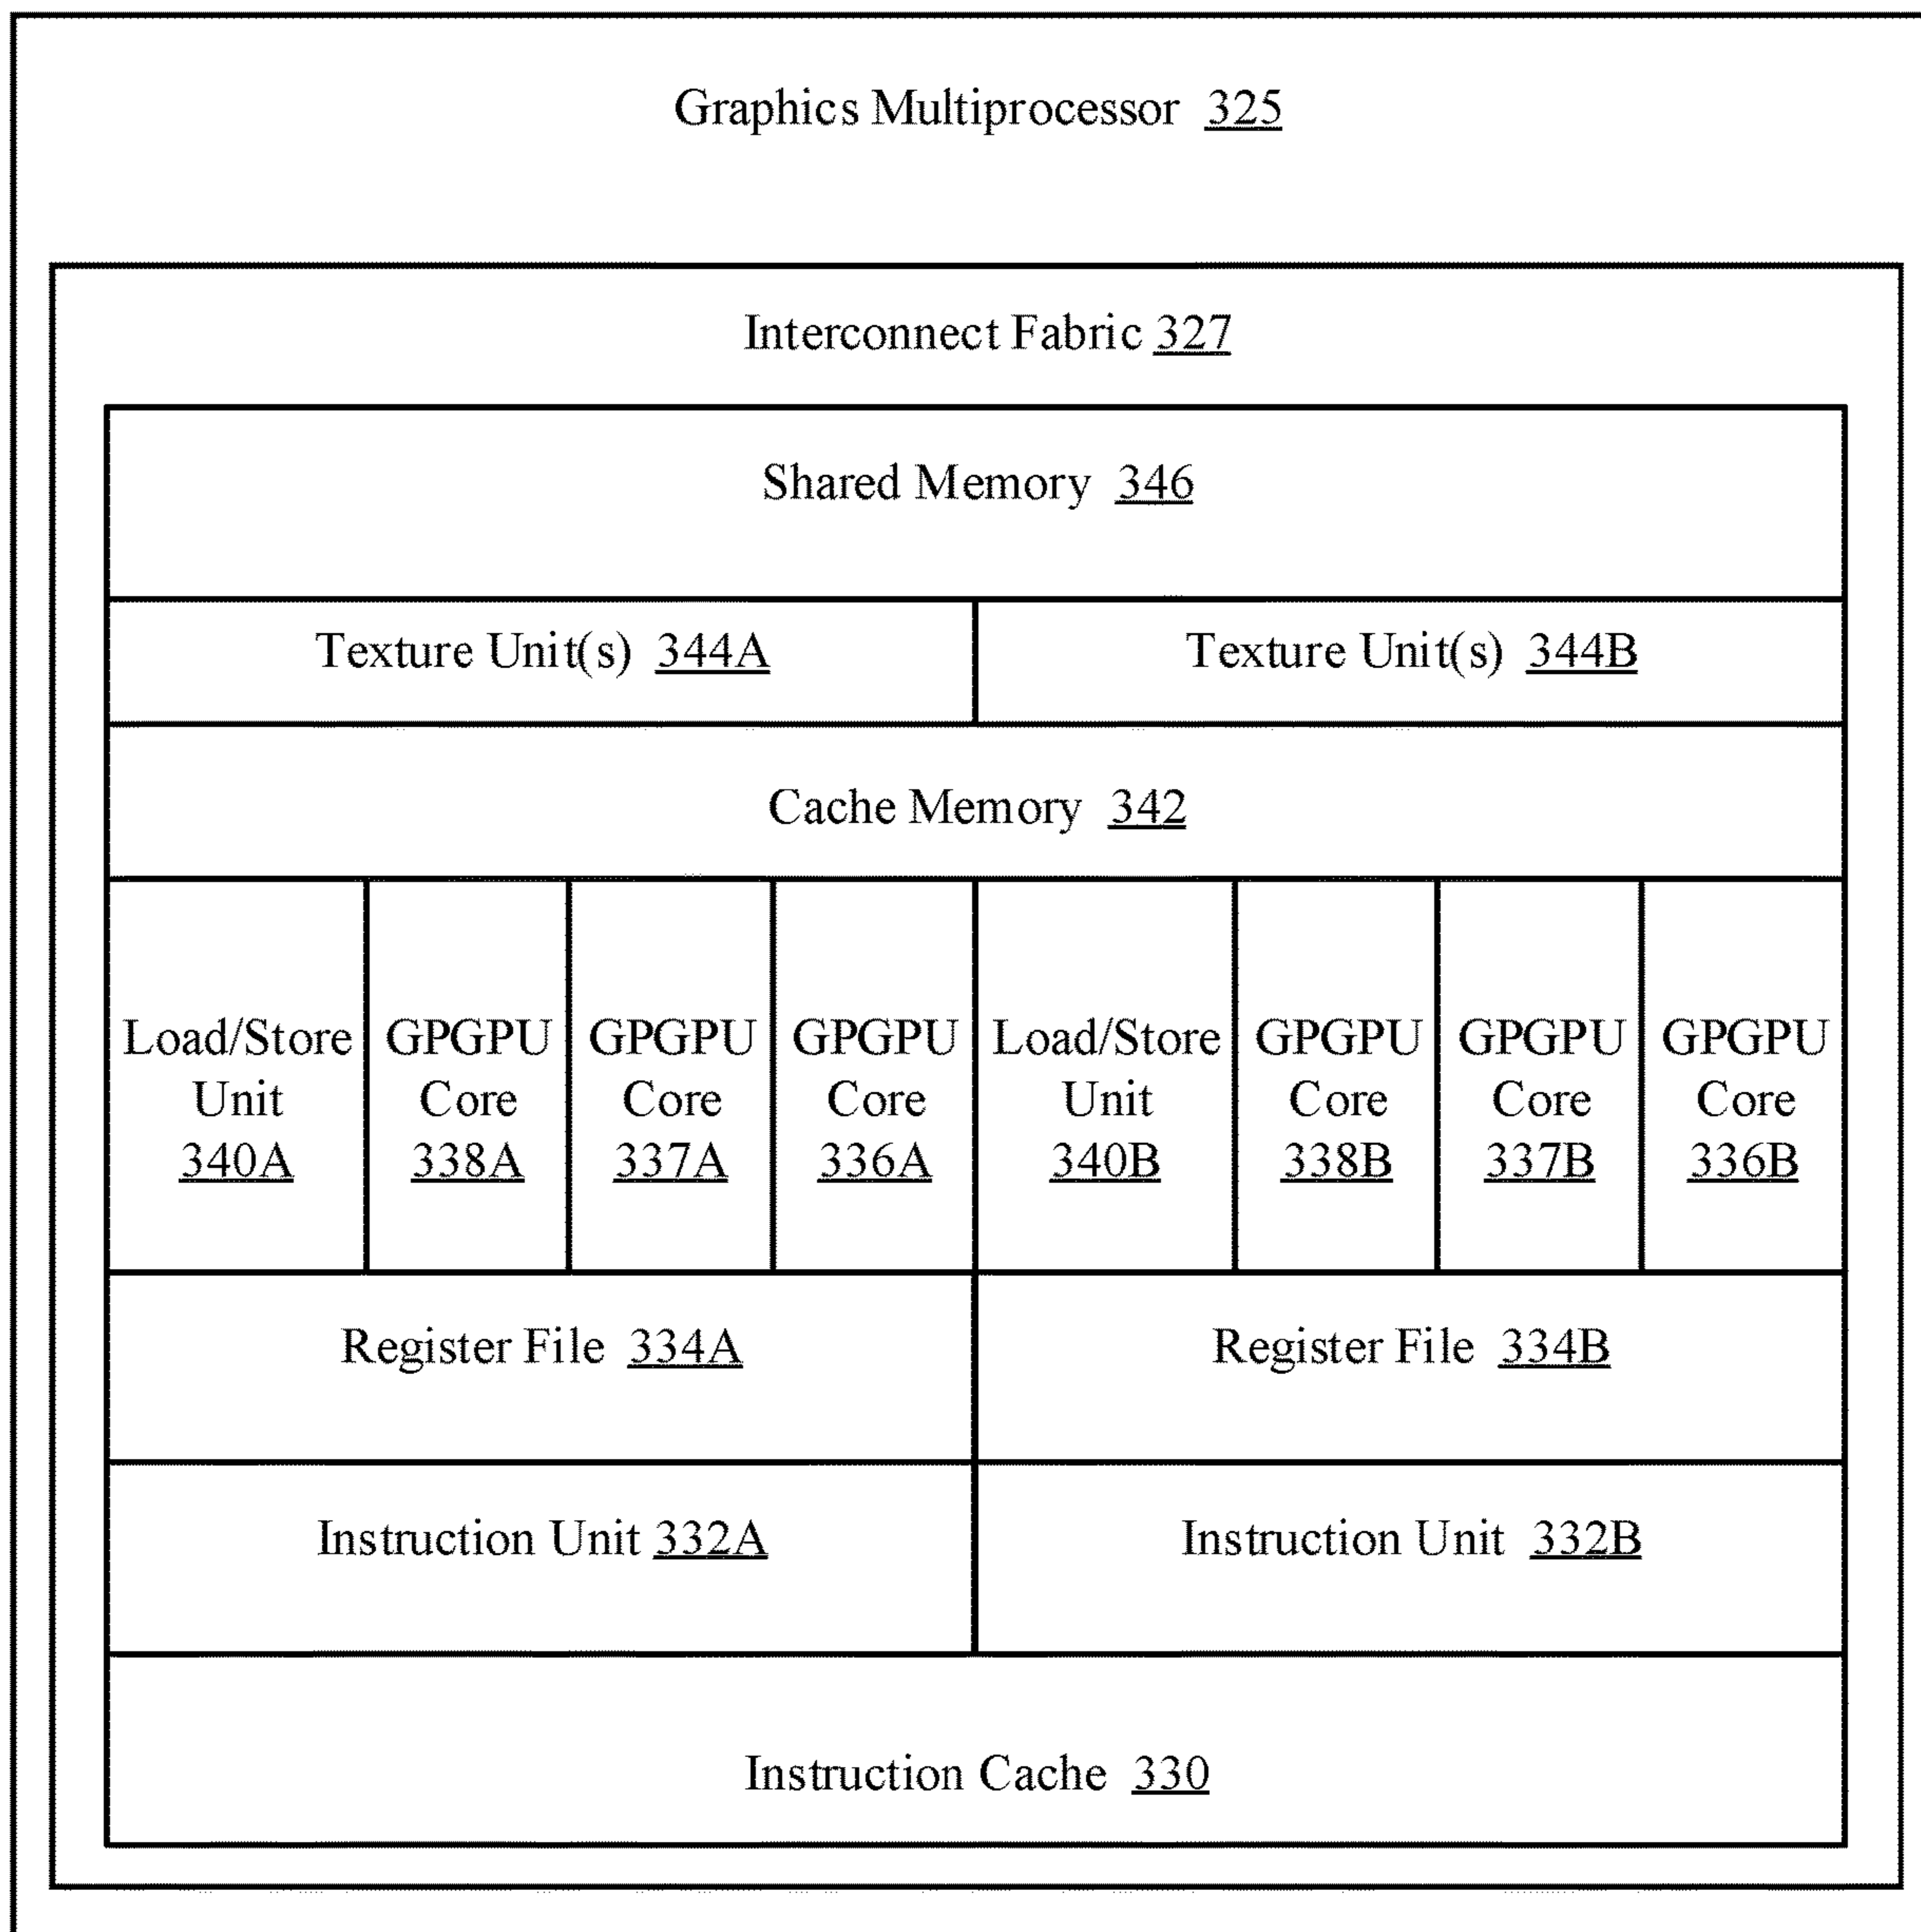 Graphics Multiprocessor 325
Interconnect Fabric 327
Shared Memory 346
Texture Unit(s) 344A
Texture Unit(s) 344B
Cache Memory 342
Load/Store
Unit
340A
GPGPU
Core
338A
GPGPU
Core
337A
GPGPU
Core
336A
Load/Store
Unit
340B
GPGPU
Core
338B
GPGPU
Core
337B
GPGPU
Core
336B
Register File 334A
Register File 334B
Instruction Unit 332A
Instruction Unit 332B
Instruction Cache 330